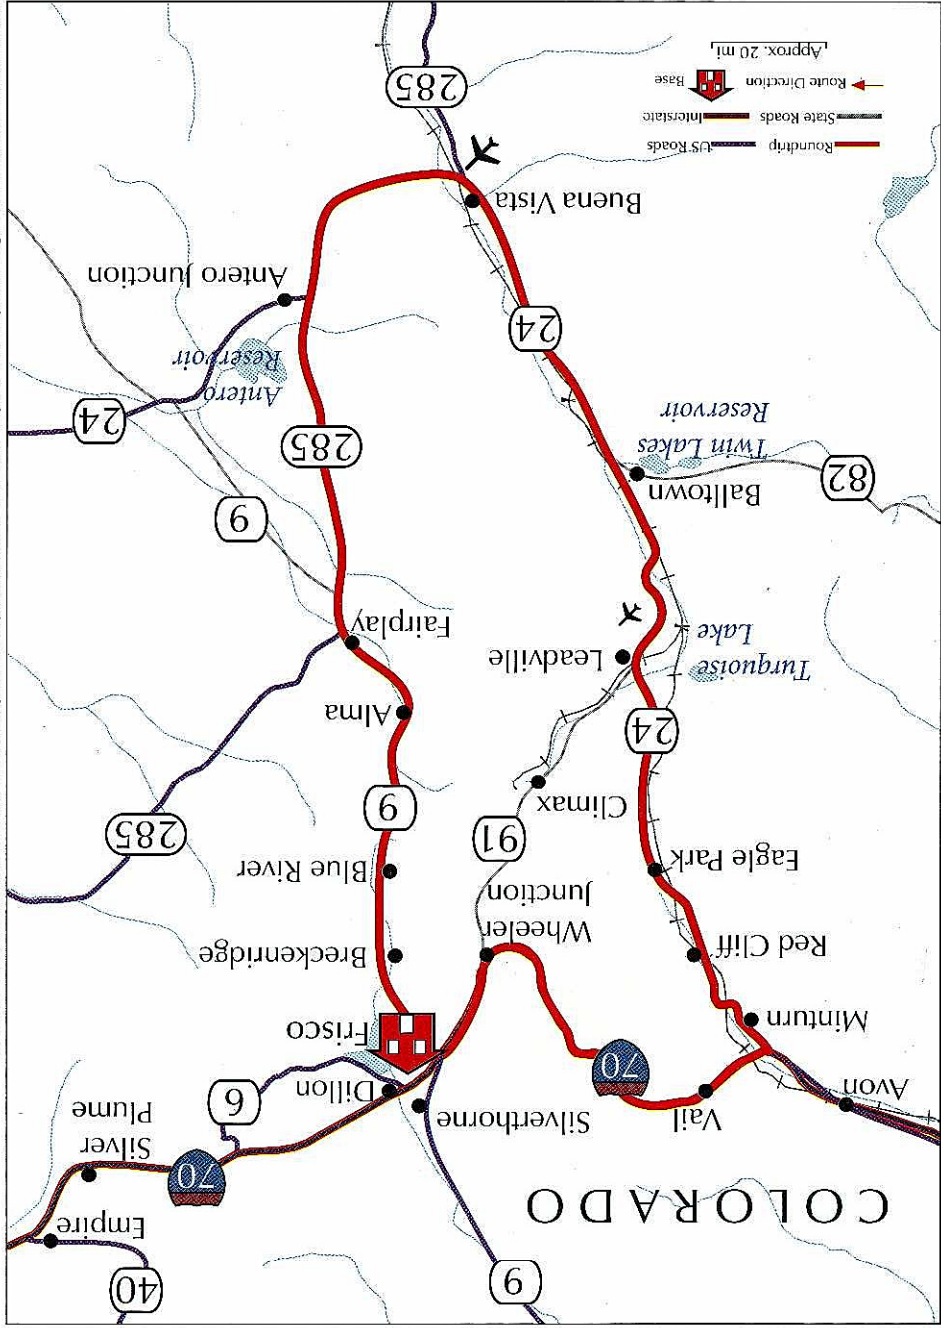 40
9
COLORADO
Empire
70
Silver
Plume
Vail
Silverthorne
6
Avon
Dillon
70
Frisco
Minturn
Breckenridge
Red Cliff
Wheeler
Junction
Blue River
Eagle Park
91
285
Climax
9
24
Alma
Turquoise
Lake
Leadville
Fairplay
9
Balltown
82
Twin Lakes
Reservoir
285
24
Antero
Reservoir
24
Antero Junction
Buena Vista
Roundtrip
US Roads
State Roads
Interstate
Route Direction
Base
Approx. 20 mi.
285